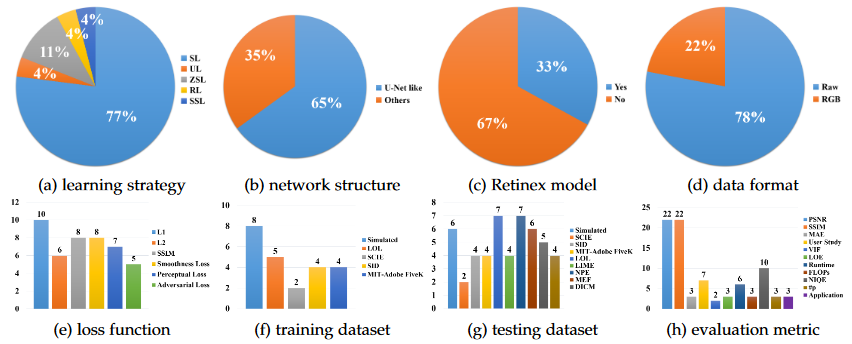 77%
4%
11%
4%
4%
SL
UL
ZSL
RL
SSL
(a) learning strategy
35%
65%
U-Net like
Others
(b) network structure
33%
67%
Yes
No
(c) Retinex model
22%
78%
Raw
RGB
(d) data format
12
10
8
6
4
2
0
10
6
8
8
7
5
L1
L2
SSIM
Smoothness Loss
Perceptual Loss
Adversarial Loss
(e) loss function
10
8
6
4
2
0
8
5
2
4
4
Simulated
LOL
SCIE
SID
MIT-Adobe FiveK
(f) training dataset
8
7
6
5
4
3
2
1
0
6
2
4
4
7
4
7
6
5
4
Simulated
SCIE
SID
MIT-Adobe FiveK
LOL
LIME
NPE
MEF
DICM
(g) testing dataset
25
20
15
10
5
0
22
22
3
7
2
3
6
3
10
3
3
PSNR
SSIM
MAE
User Study
VIF
LOE
Runtime
FLOPs
NIQE
#p
Application
(h) evaluation metric